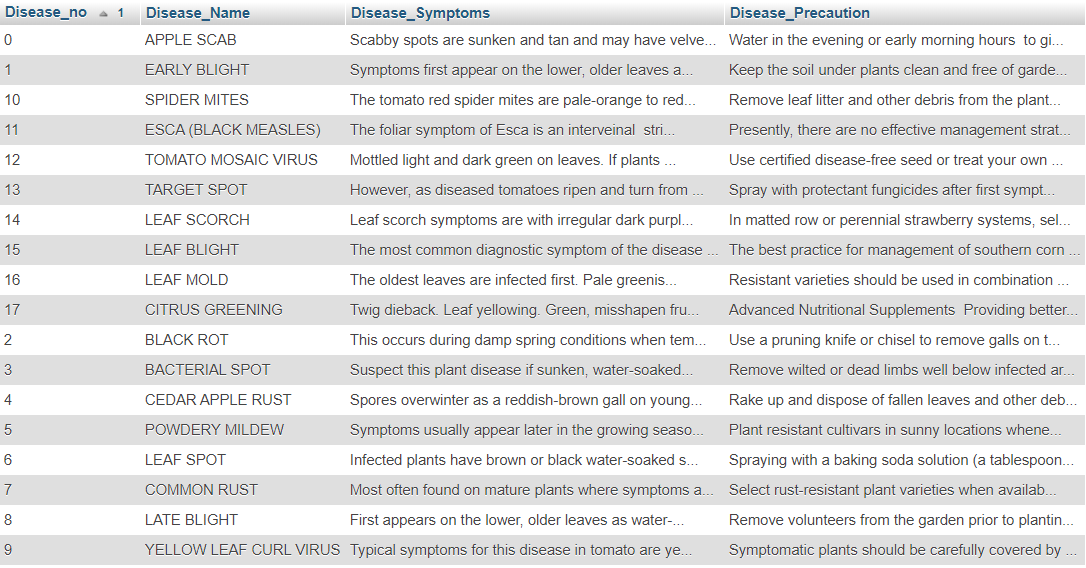 Disease_no 1 Disease_Name Disease_Symptoms Disease_Precaution
0 APPLE SCAB Scabby spots are sunken and tan and may have velve... Water in the evening or early morning hours to gi...
1 EARLY BLIGHT Symptoms first appear on the lower, older leaves a... Keep the soil under plants clean and free of garde...
10 SPIDER MITES The tomato red spider mites are pale-orange to red... Remove leaf litter and other debris from the plant...
11 ESCA (BLACK MEASLES) The foliar symptom of Esca is an interveinal stri... Presently, there are no effective management strat...
12 TOMATO MOSAIC VIRUS Mottled light and dark green on leaves. If plants ... Use certified disease-free seed or treat your own ...
13 TARGET SPOT However, as diseased tomatoes ripen and turn from ... Spray with protectant fungicides after first sympt...
14 LEAF SCORCH Leaf scorch symptoms are with irregular dark purpl... In matted row or perennial strawberry systems, sel...
15 LEAF BLIGHT The most common diagnostic symptom of the disease ... The best practice for management of southern corn ...
16 LEAF MOLD The oldest leaves are infected first. Pale greenis... Resistant varieties should be used in combination ...
17 CITRUS GREENING Twig dieback. Leaf yellowing. Green, misshapen fru... Advanced Nutritional Supplements Providing better...
2 BLACK ROT This occurs during damp spring conditions when tem... Use a pruning knife or chisel to remove galls on t...
3 BACTERIAL SPOT Suspect this plant disease if sunken, water-soaked... Remove wilted or dead limbs well below infected ar...
4 CEDAR APPLE RUST Spores overwinter as a reddish-brown gall on young... Rake up and dispose of fallen leaves and other deb...
5 POWDERY MILDEW Symptoms usually appear later in the growing seaso... Plant resistant cultivars in sunny locations whene...
6 LEAF SPOT Infected plants have brown or black water-soaked s... Spraying with a baking soda solution (a tablespoon...
7 COMMON RUST Most often found on mature plants where symptoms a... Select rust-resistant plant varieties when availab...
8 LATE BLIGHT First appears on the lower, older leaves as water-... Remove volunteers from the garden prior to plantin...
9 YELLOW LEAF CURL VIRUS Typical symptoms for this disease in tomato are ye... Symptomatic plants should be carefully covered by ...